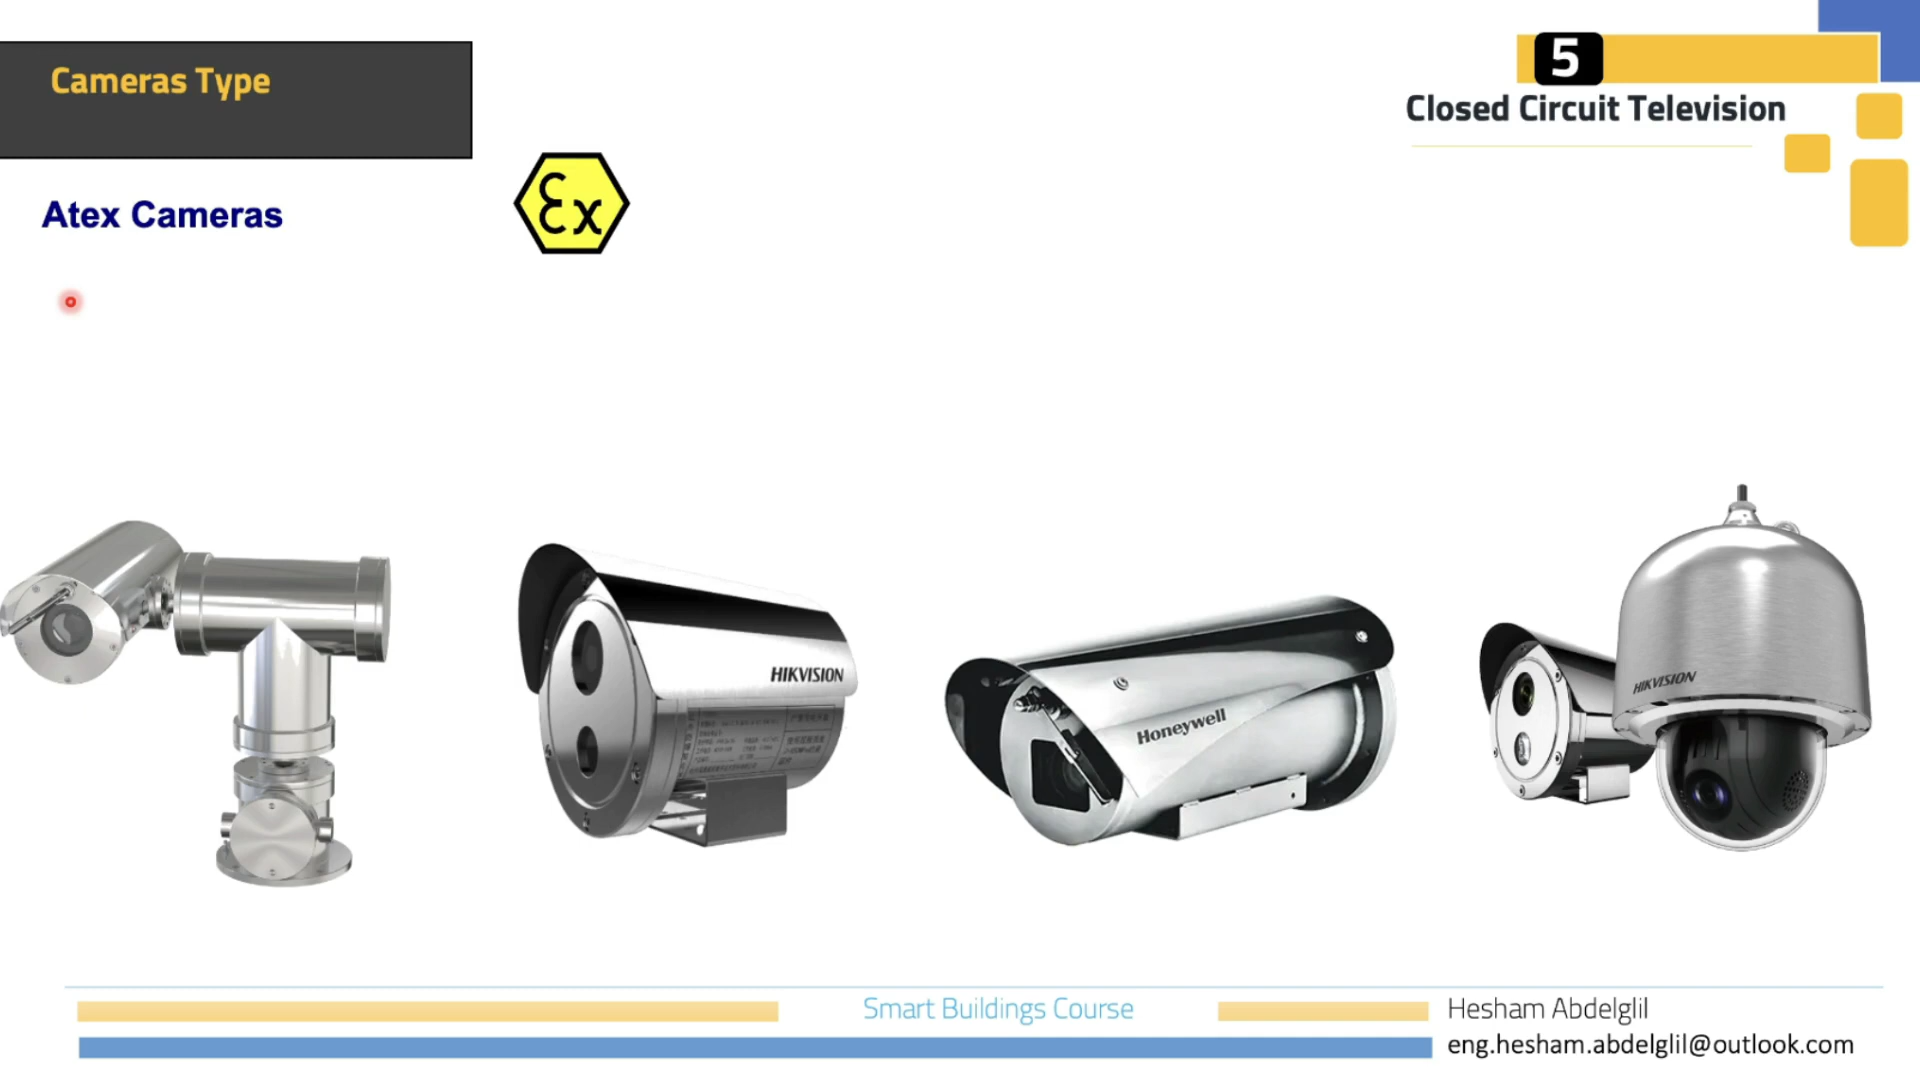 Cameras Type
5
Closed Circuit Television
Atex Cameras
Ex
HIKVISION
Honeywell
HIKVISION
Smart Buildings Course
Hesham Abdelglil
eng.hesham.abdelglil@outlook.com